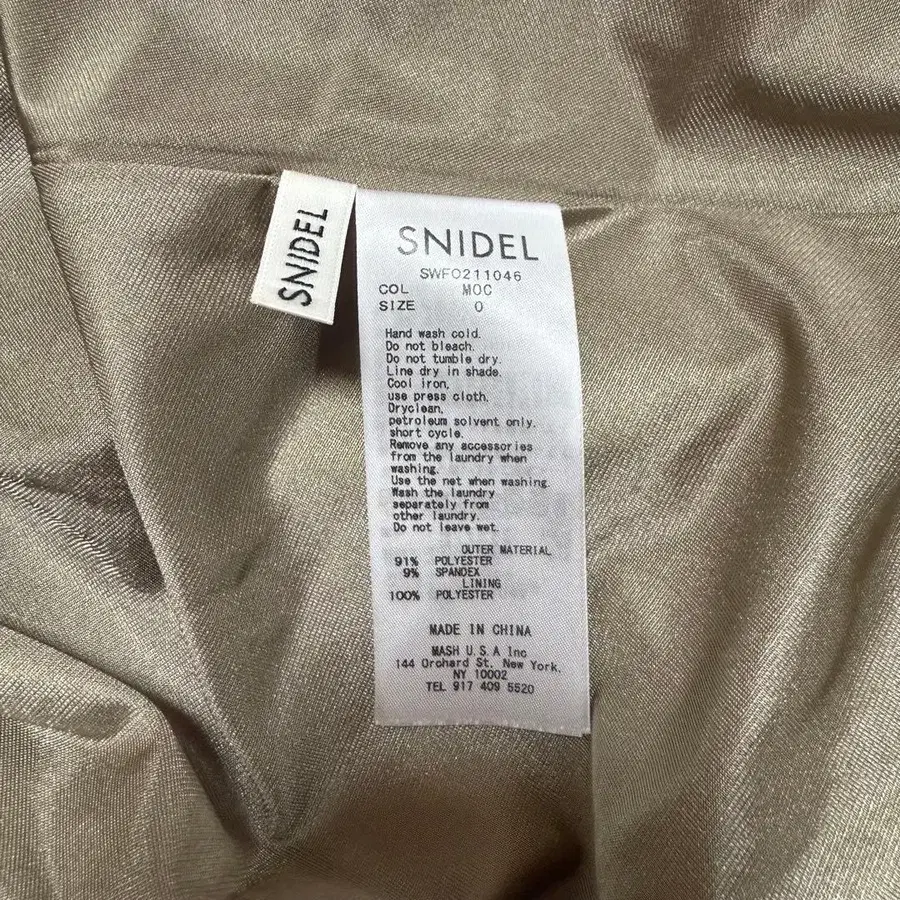 SNIDEL
SNIDEL
SWFO211046
COL MOC
SIZE 0
Hand wash cold.
Do not bleach.
Do not tumble dry.
Line dry in shade.
Cool iron,
use press cloth.
Dryclean,
petroleum solvent only.
short cycle.
Remove any accessories
from the laundry when
washing.
Use the net when washing.
Wash the laundry
separately from
other laundry.
Do not leave wet.
OUTER MATERIAL
91% POLYESTER
9% SPANDEX
LINING
100% POLYESTER
MADE IN CHINA
MASH U.S.A Inc
144 Orchard St. New York,
NY 10002
TEL 917 409 5520